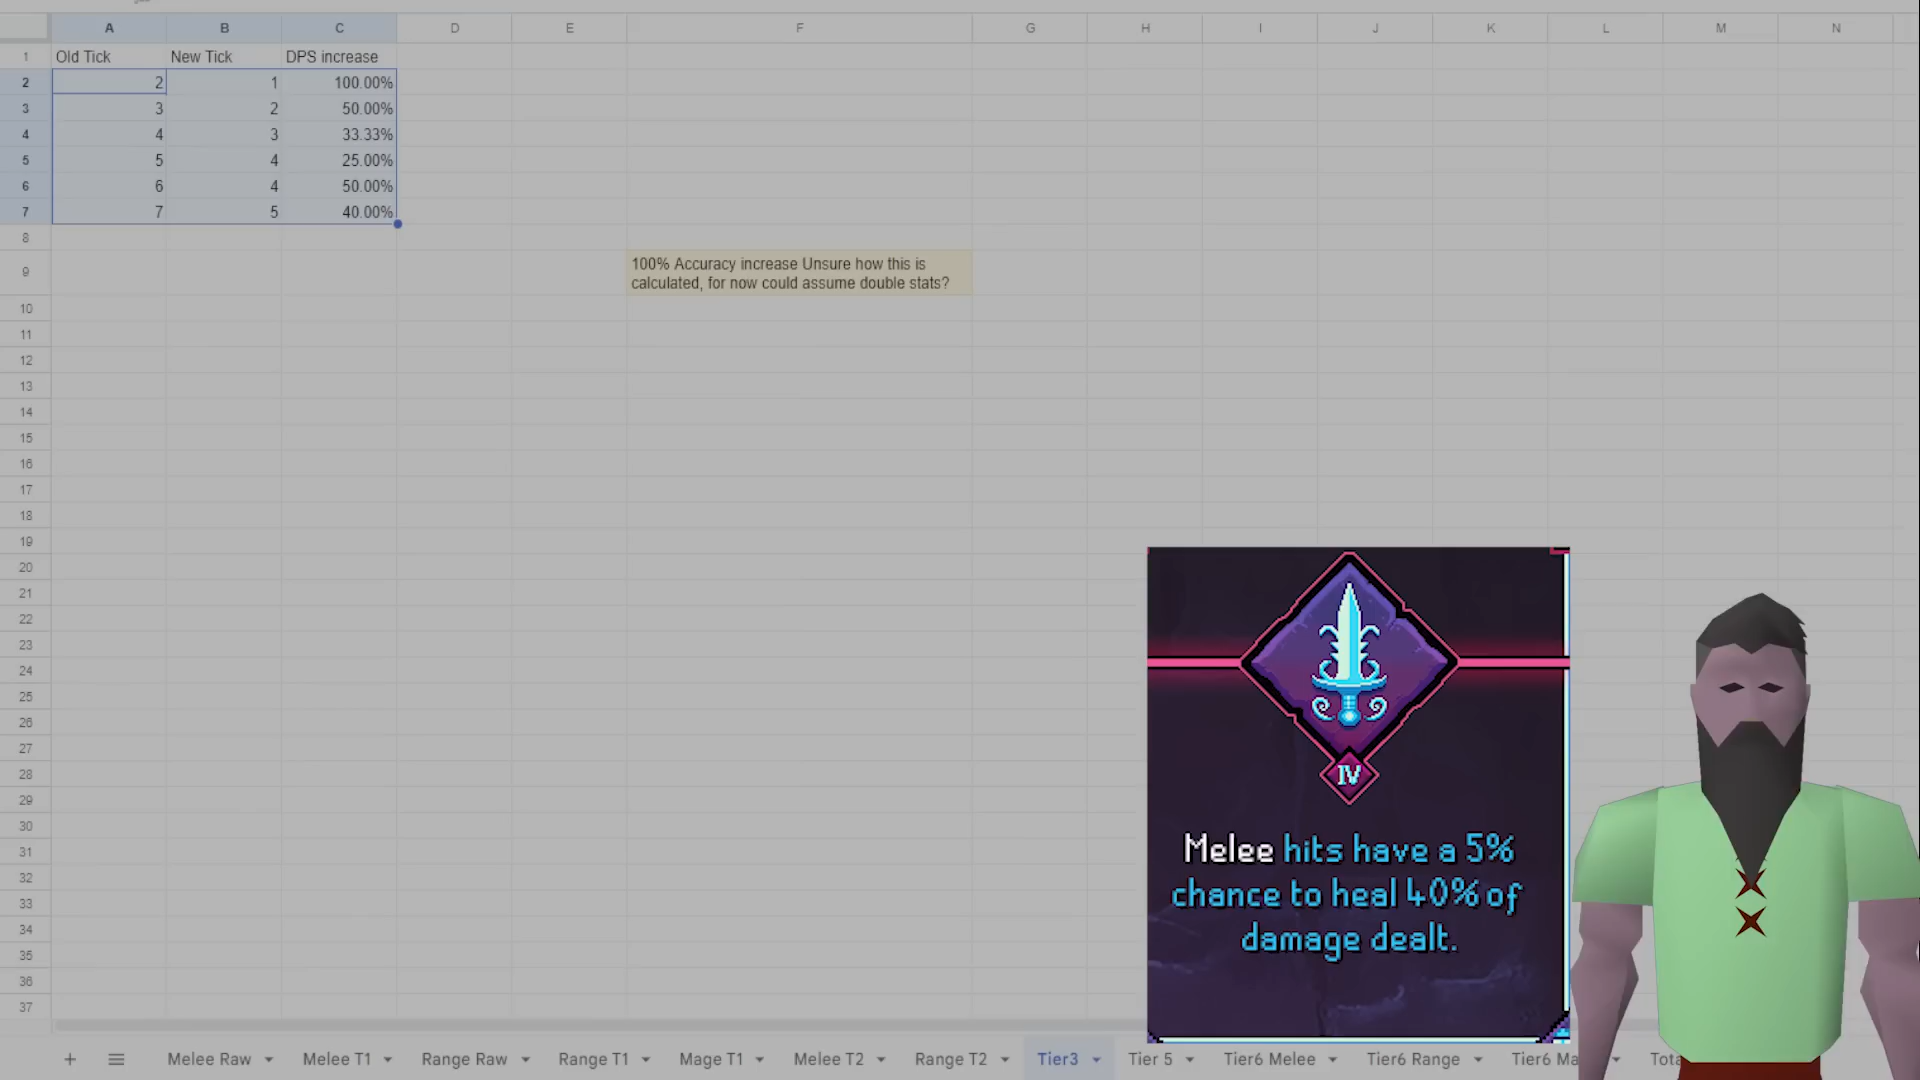 A B C D E F G H I J K L M N
1 Old Tick New Tick DPS increase
2 2 1 100.00%
3 3 2 50.00%
4 4 3 33.33%
5 5 4 25.00%
6 6 4 50.00%
7 7 5 40.00%
8
100% Accuracy increase Unsure how this is
9
calculated, for now could assume double stats?
10
11
12
13
14
15
16
17
18
19
20
21
22
23
24
25
26
27
28
29
30
31
32
33
34
35
36
37
IV
Melee hits have a 5%
chance to heal 40% of
damage dealt.
+ Melee Raw Melee T1 Range Raw Range T1 Mage T1 Melee T2 Range T2 Tier3 Tier 5 Tier6 Melee Tier6 Range Tier6 Ma Tota